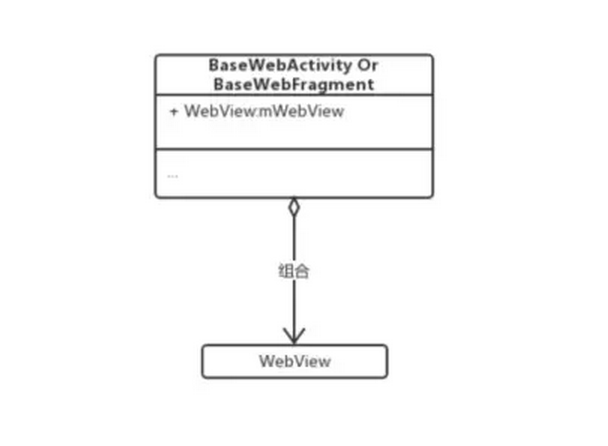 BaseWebActivity Or
BaseWebFragment
+ WebView:mWebView
...
组合
WebView